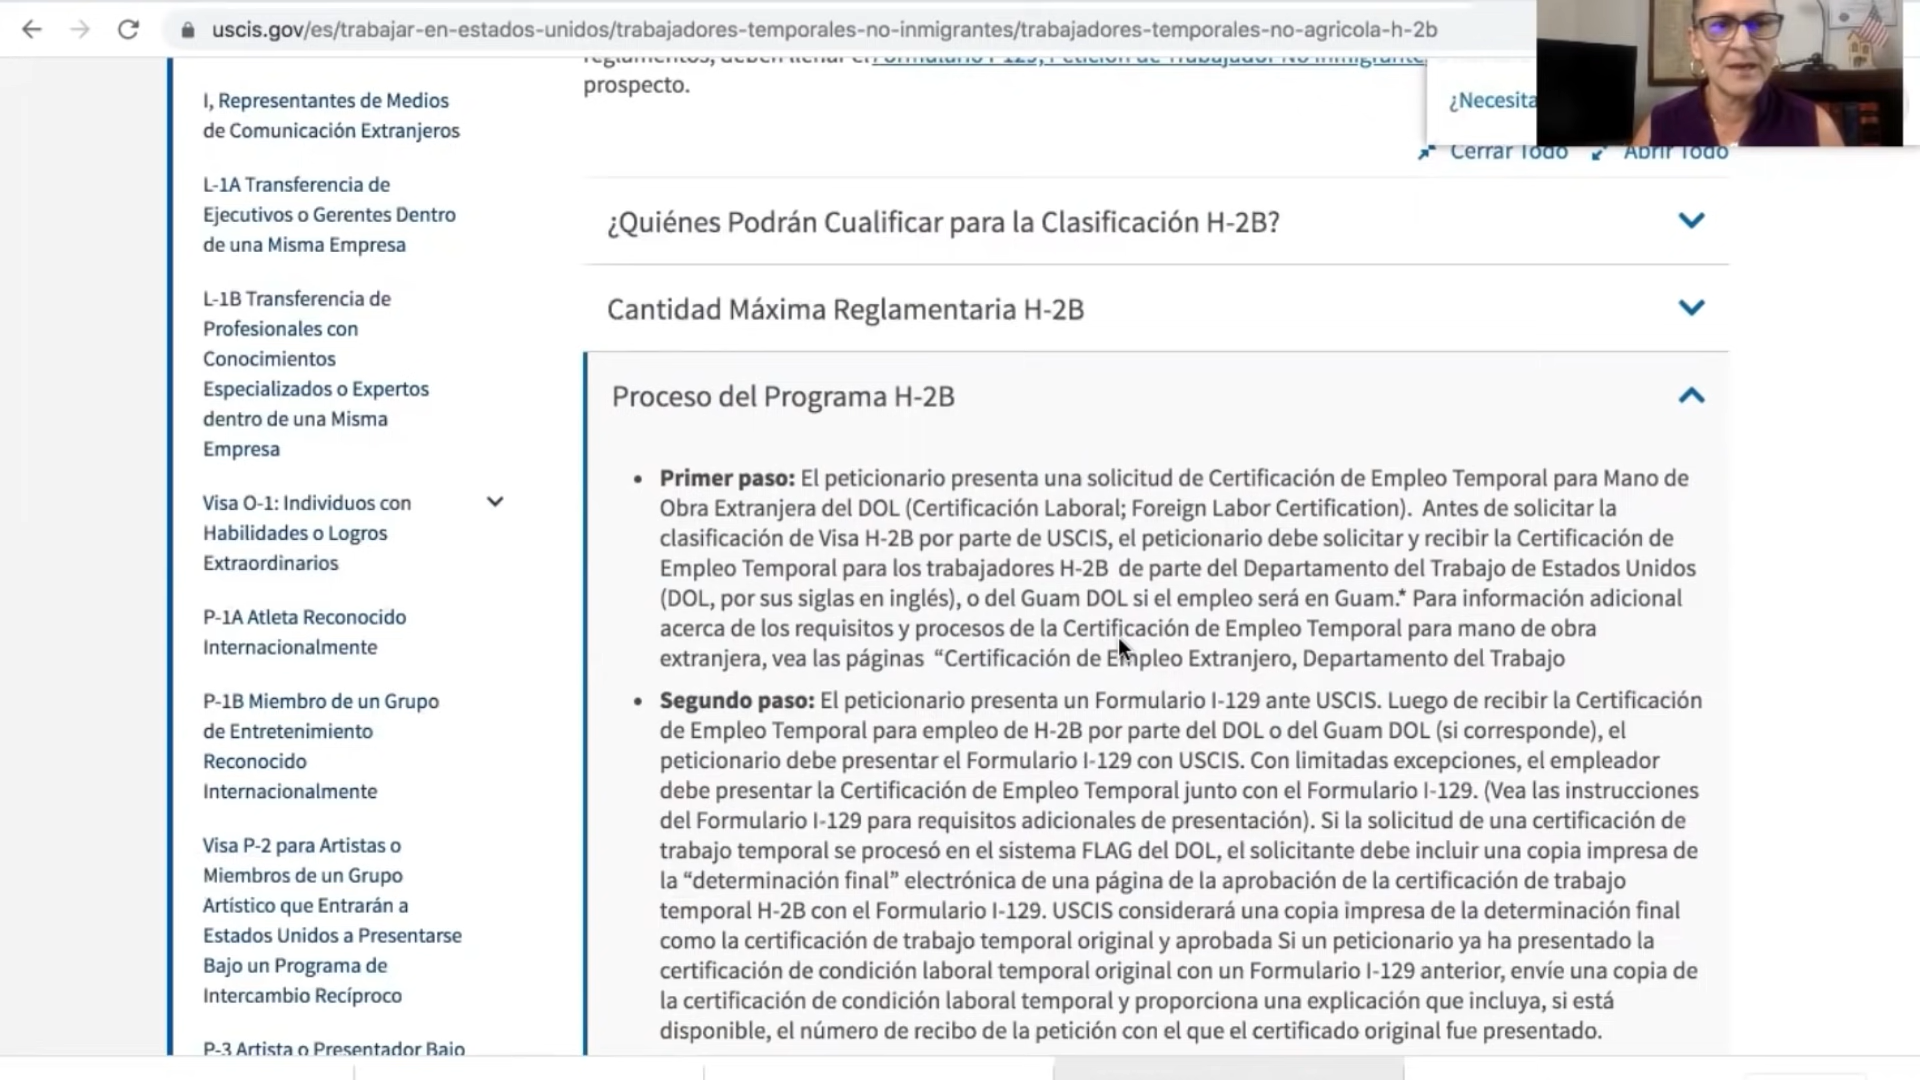 uscis.gov/es/trabajar-en-estados-unidos/trabajadores-temporales-no-inmigrantes/trabajadores-temporales-no-agricola-h-2b
I, Representantes de Medios
de Comunicación Extranjeros
L-1A Transferencia de
Ejecutivos o Gerentes Dentro
de una Misma Empresa
L-1B Transferencia de
Profesionales con
Conocimientos
Especializados o Expertos
dentro de una Misma
Empresa
Visa O-1: Individuos con
Habilidades o Logros
Extraordinarios
P-1A Atleta Reconocido
Internacionalmente
P-1B Miembro de un Grupo
de Entretenimiento
Reconocido
Internacionalmente
Visa P-2 para Artistas o
Miembros de un Grupo
Artístico que Entrarán a
Estados Unidos a Presentarse
Bajo un Programa de
Intercambio Recíproco
P-3 Artista o Presentador Bajo
reglamentos, deben llenar el Formulario I-129, Petición de Trabajador No Inmigrante,
prospecto.
¿Necesita
Cerrar Todo Abrir Todo
¿Quiénes Podrán Cualificar para la Clasificación H-2B?
Cantidad Máxima Reglamentaria H-2B
Proceso del Programa H-2B
• Primer paso: El peticionario presenta una solicitud de Certificación de Empleo Temporal para Mano de
Obra Extranjera del DOL (Certificación Laboral; Foreign Labor Certification). Antes de solicitar la
clasificación de Visa H-2B por parte de USCIS, el peticionario debe solicitar y recibir la Certificación de
Empleo Temporal para los trabajadores H-2B de parte del Departamento del Trabajo de Estados Unidos
(DOL, por sus siglas en inglés), o del Guam DOL si el empleo será en Guam.* Para información adicional
acerca de los requisitos y procesos de la Certificación de Empleo Temporal para mano de obra
extranjera, vea las páginas “Certificación de Empleo Extranjero, Departamento del Trabajo
• Segundo paso: El peticionario presenta un Formulario I-129 ante USCIS. Luego de recibir la Certificación
de Empleo Temporal para empleo de H-2B por parte del DOL o del Guam DOL (si corresponde), el
peticionario debe presentar el Formulario I-129 con USCIS. Con limitadas excepciones, el empleador
debe presentar la Certificación de Empleo Temporal junto con el Formulario I-129. (Vea las instrucciones
del Formulario I-129 para requisitos adicionales de presentación). Si la solicitud de una certificación de
trabajo temporal se procesó en el sistema FLAG del DOL, el solicitante debe incluir una copia impresa de
la “determinación final” electrónica de una página de la aprobación de la certificación de trabajo
temporal H-2B con el Formulario I-129. USCIS considerará una copia impresa de la determinación final
como la certificación de trabajo temporal original y aprobada Si un peticionario ya ha presentado la
certificación de condición laboral temporal original con un Formulario I-129 anterior, envíe una copia de
la certificación de condición laboral temporal y proporciona una explicación que incluya, si está
disponible, el número de recibo de la petición con el que el certificado original fue presentado.